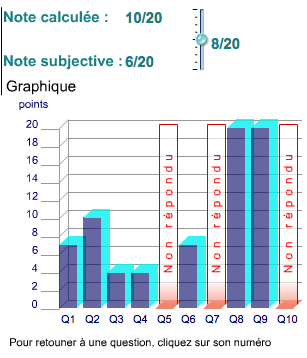 Note calculée : 10/20
8/20
Note subjective : 6/20
Graphique
points
20
18
16
14
12
10
8
6
4
2
0
Non répondu
Non répondu
Non répondu
Q1 Q2 Q3 Q4 Q5 Q6 Q7 Q8 Q9 Q10
Pour retouner à une question, cliquez sur son numéro